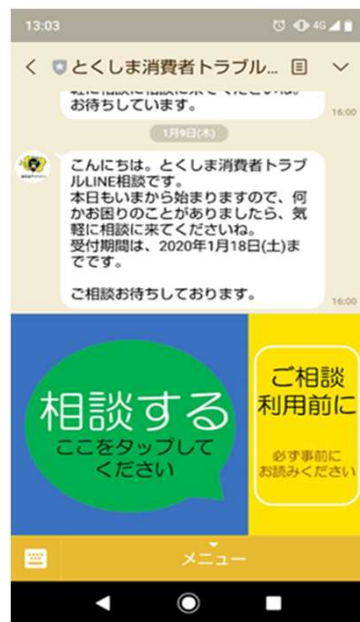 13:03
4G
とくしま消費者トラブル...
お待ちしています。
16:00
1月9日(木)
こんにちは。とくしま消費者トラブ
ルLINE相談です。
本日もいまから始まりますので、何
かお困りのことがありましたら、気
軽に相談に来てくださいね。
受付期間は、2020年1月18日(土)ま
でです。
ご相談お待ちしております。
16:00
相談する
ここをタップして
ください
ご相談
利用前に
必ず事前に
お読みください
メニュー